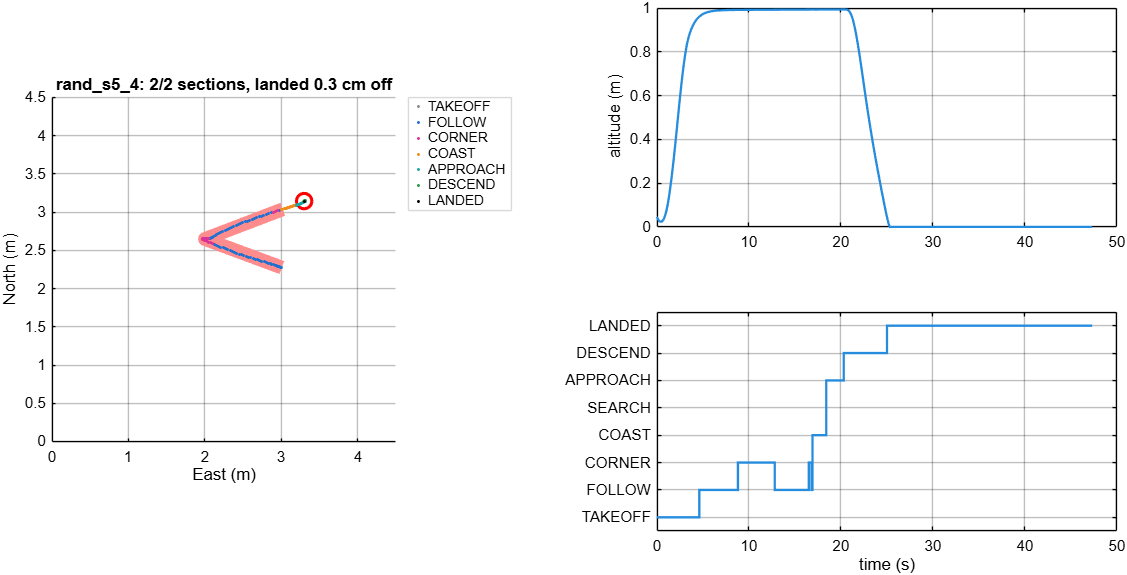 rand_s5_4: 2/2 sections, landed 0.3 cm off
4.5
4
3.5
3
2.5
2
1.5
1
0.5
0
North (m)
0 1 2 3 4
East (m)
TAKEOFF
FOLLOW
CORNER
COAST
APPROACH
DESCEND
LANDED
1
0.8
0.6
0.4
0.2
0
altitude (m)
0 10 20 30 40 50
LANDED
DESCEND
APPROACH
SEARCH
COAST
CORNER
FOLLOW
TAKEOFF
0 10 20 30 40 50
time (s)